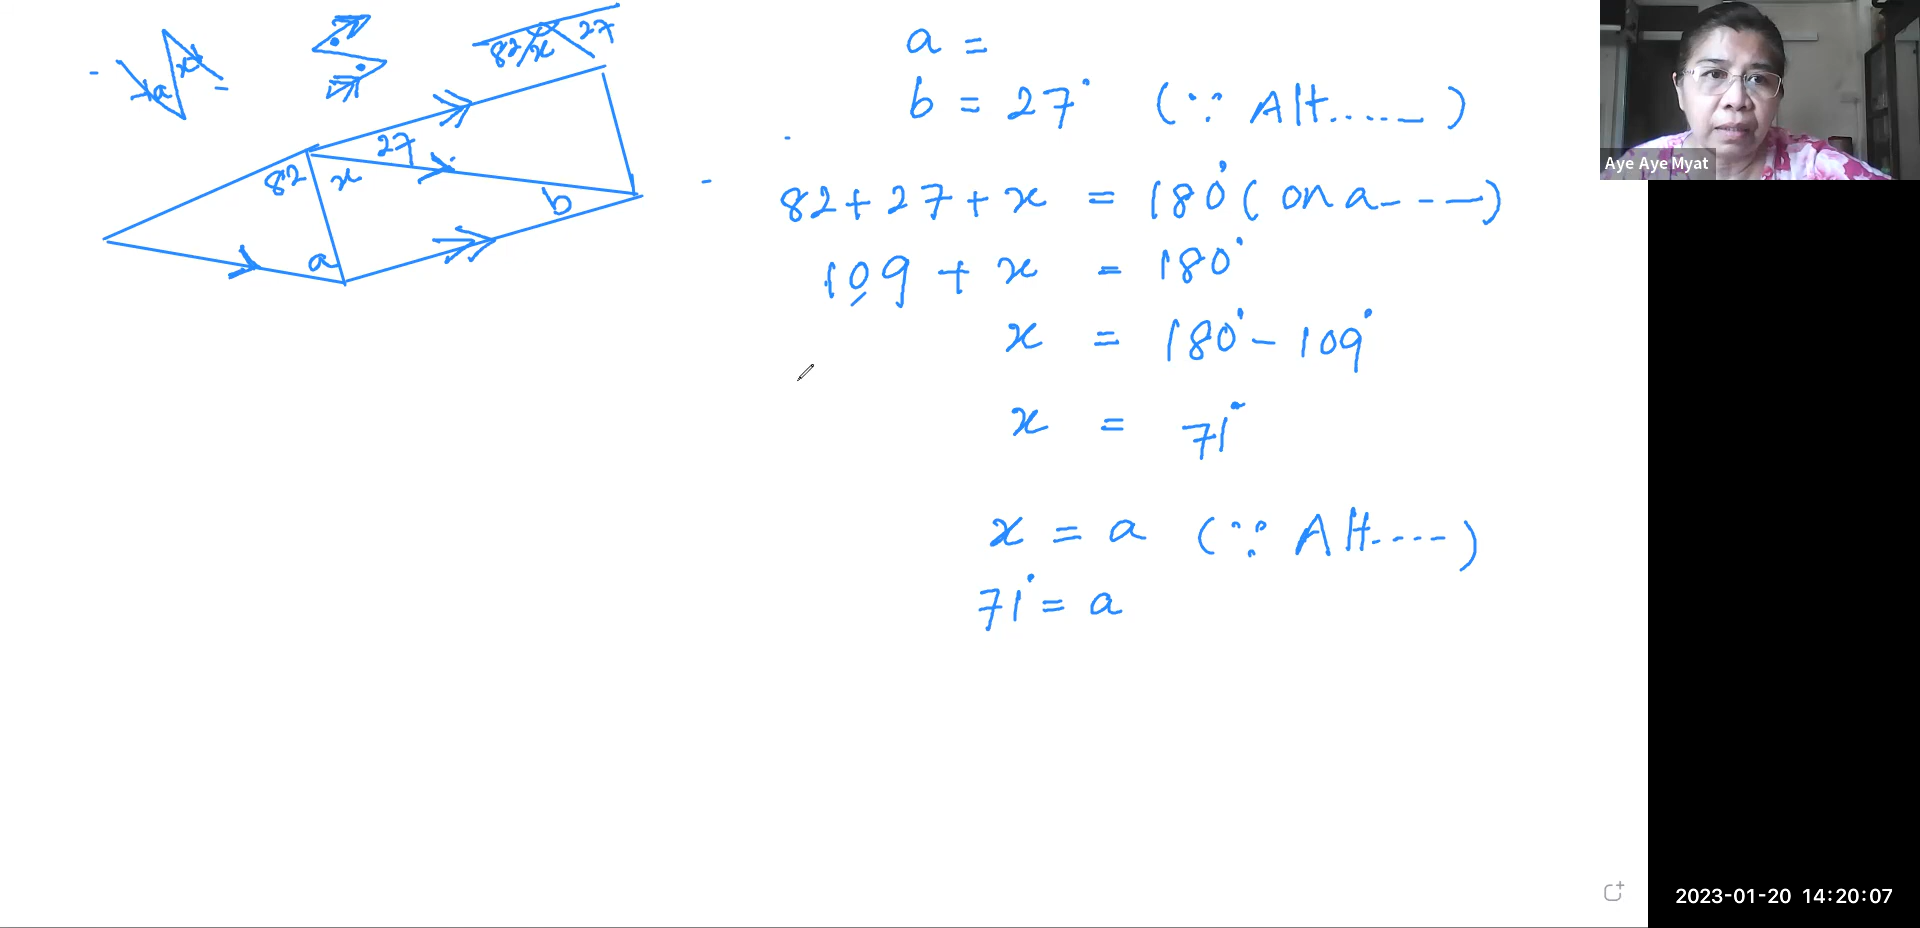 x
a
82 x 27
27
82 x
b
a
a =
b = 27° (∵ Alt.....)
82 + 27 + x = 180° (on a----)
109 + x = 180°
x = 180° - 109°
x = 71°
x = a (∵ Alt.....)
71° = a
Aye Aye Myat
2023-01-20 14:20:07